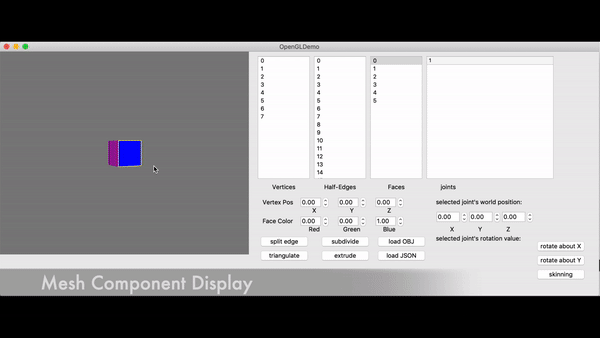 OpenGLDemo
0
1
2
3
4
5
6
7
0
1
2
3
4
5
6
7
8
9
10
11
12
13
14
0
1
2
3
4
5
1
Vertices Half-Edges Faces joints
Vertex Pos 0.00 0.00 0.00
X Y Z
Face Color 0.00 0.00 1.00
Red Green Blue
split edge subdivide load OBJ
triangulate extrude load JSON
selected joint's world position:
0.00 0.00 0.00
X Y Z
selected joint's rotation value:
rotate about X
rotate about Y
skinning
Mesh Component Display